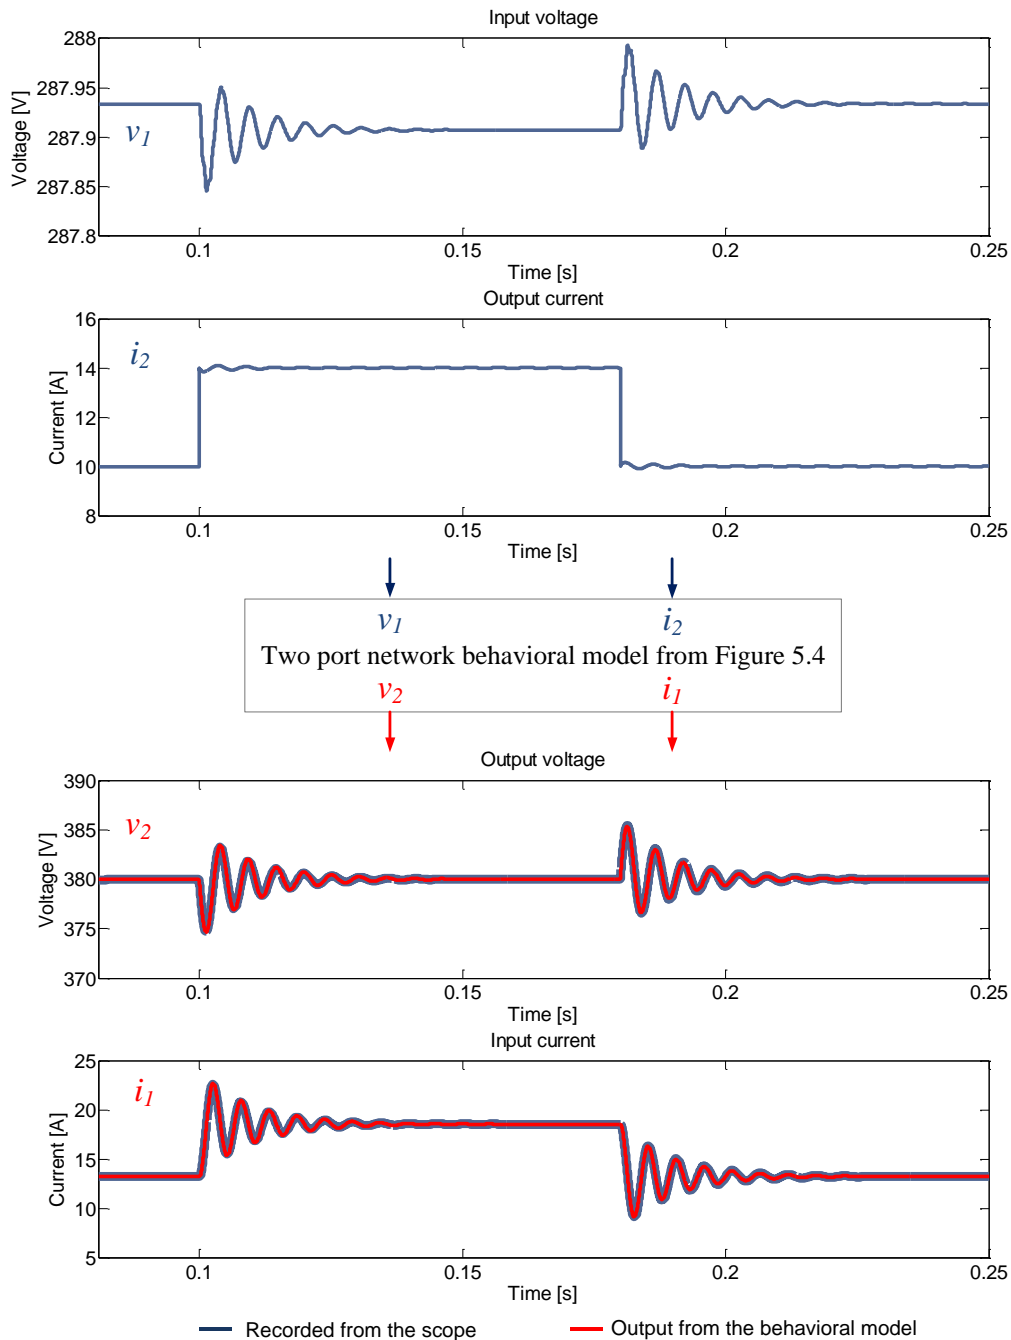 Input voltage
288
287.95
287.9
287.85
287.8
Voltage [V]
v1
0.1
0.15
0.2
0.25
Time [s]
Output current
16
14
12
10
8
Current [A]
i2
0.1
0.15
0.2
0.25
Time [s]
v1
i2
Two port network behavioral model from Figure 5.4
v2
i1
Output voltage
390
385
380
375
370
Voltage [V]
v2
0.1
0.15
0.2
0.25
Time [s]
Input current
25
20
15
10
5
Current [A]
i1
0.1
0.15
0.2
0.25
Time [s]
Recorded from the scope
Output from the behavioral model